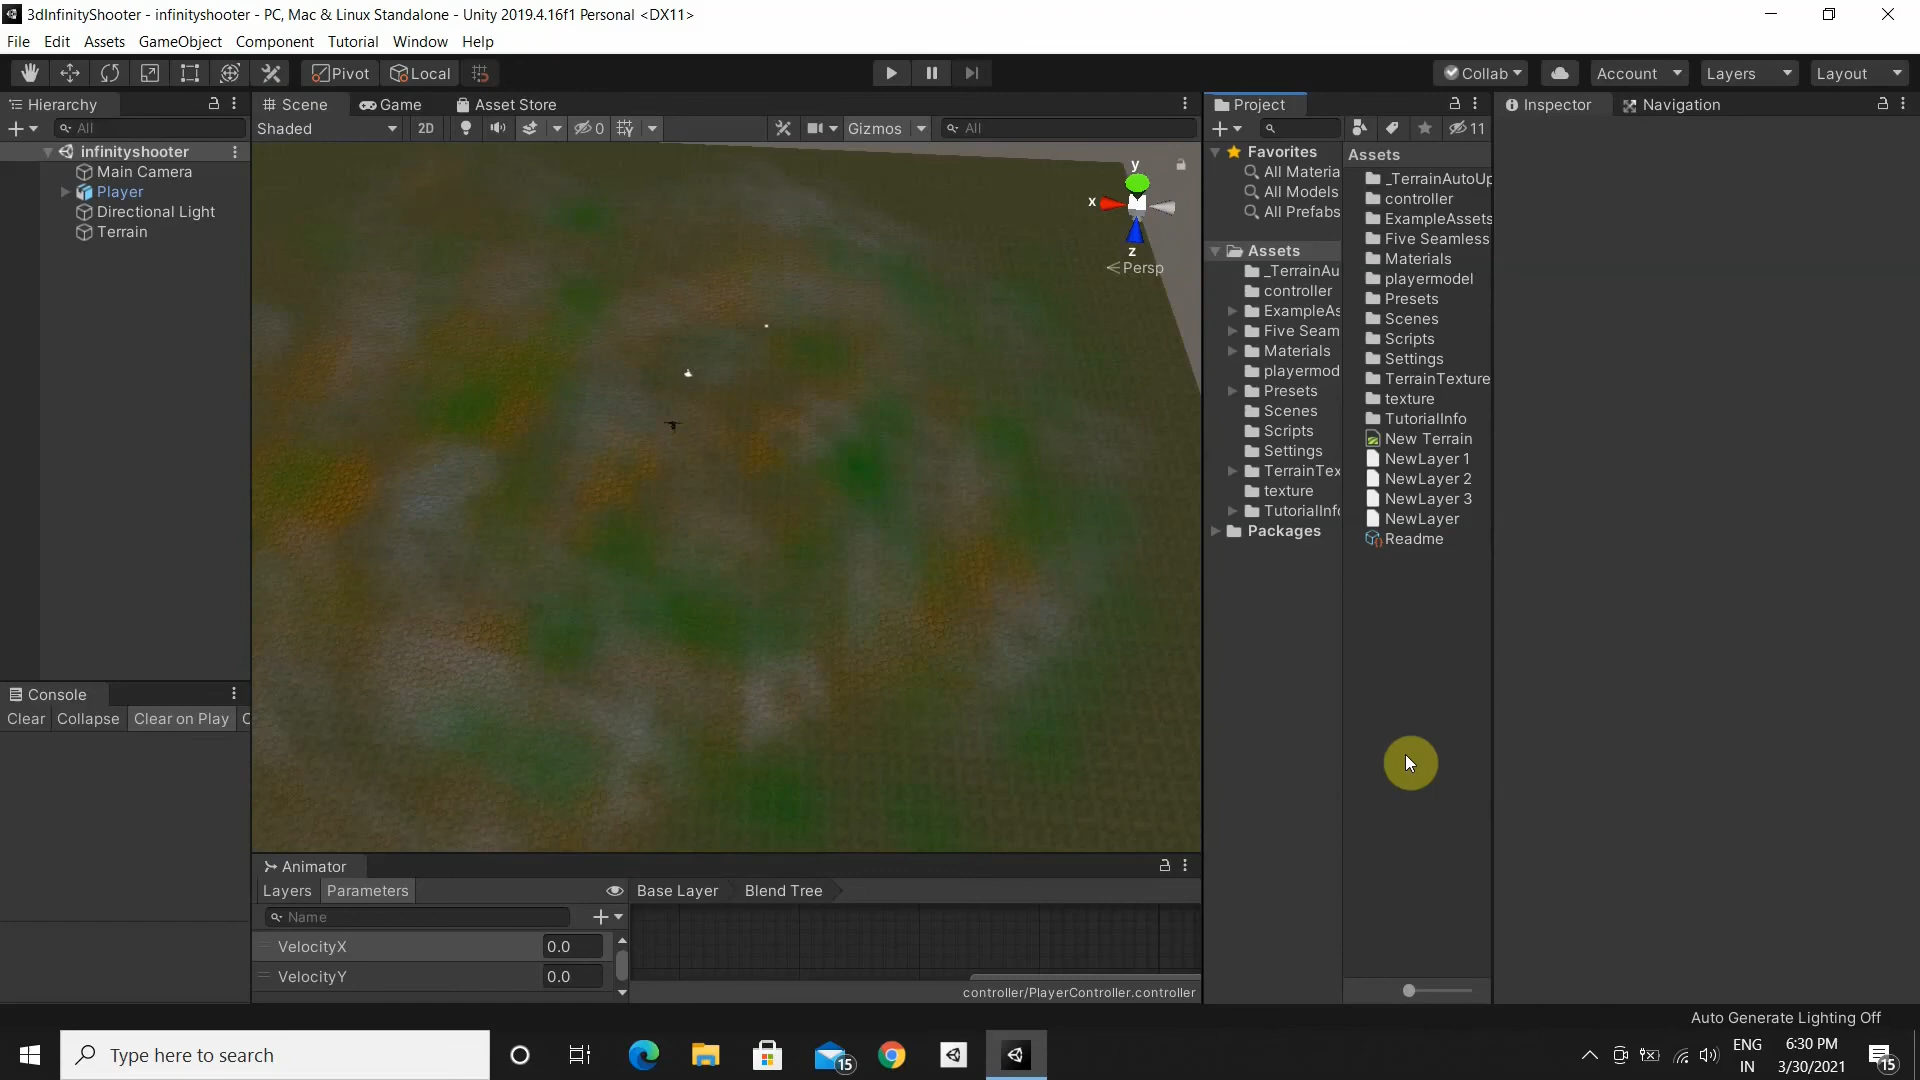 3dInfinityShooter - infinityshooter - PC, Mac & Linux Standalone - Unity 2019.4.16f1 Personal <DX11>
File Edit Assets GameObject Component Tutorial Window Help
Pivot Local Collab Account Layers Layout
Hierarchy
All
infinityshooter
Main Camera
Player
Directional Light
Terrain
Scene Game Asset Store
Shaded 2D 0 Gizmos All
y
x
z
Persp
Project
11
Favorites
All Materia
All Models
All Prefabs
Assets
_TerrainAu
controller
ExampleAs
Five Seam
Materials
playermod
Presets
Scenes
Scripts
Settings
TerrainTex
texture
TutorialInfo
Packages
Assets
_TerrainAutoUp
controller
ExampleAssets
Five Seamless
Materials
playermodel
Presets
Scenes
Scripts
Settings
TerrainTexture
texture
TutorialInfo
New Terrain
NewLayer 1
NewLayer 2
NewLayer 3
NewLayer
Readme
Inspector Navigation
Console
Clear Collapse Clear on Play C
Animator
Layers Parameters Base Layer Blend Tree
Name
VelocityX 0.0
VelocityY 0.0
controller/PlayerController.controller
Auto Generate Lighting Off
Type here to search
15
ENG
IN
6:30 PM
3/30/2021
15